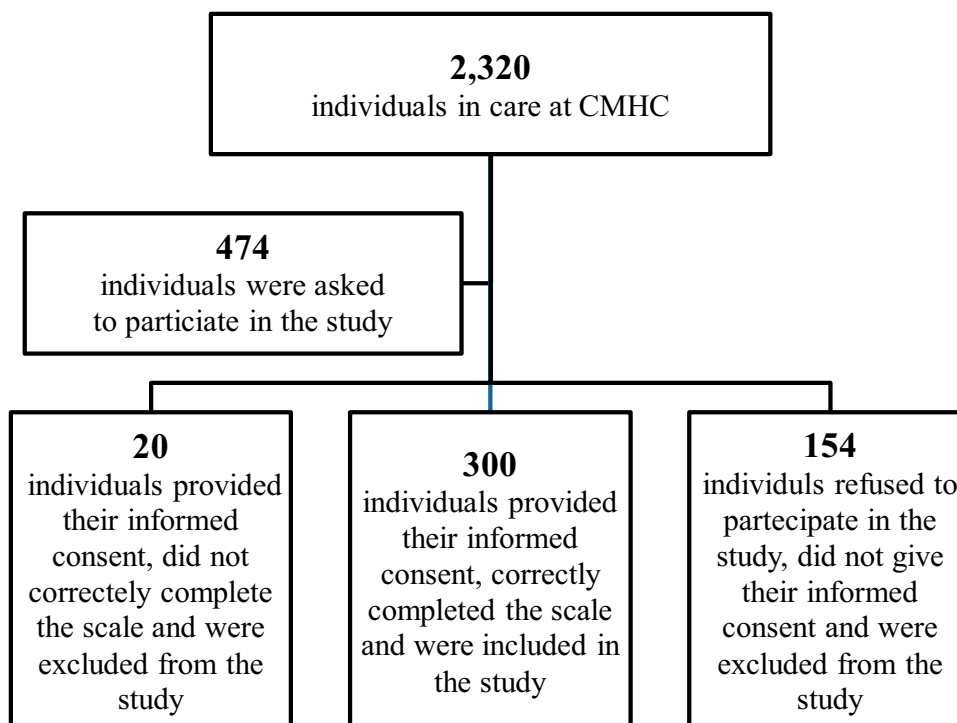 2,320
individuals in care at CMHC
474
individuals were asked
to particiate in the study
20
individuals provided
their informed
consent, did not
correctely complete
the scale and were
excluded from the
study
300
individuals provided
their informed
consent, correctly
completed the scale
and were included in
the study
154
individuls refused to
partecipate in the
study, did not give
their informed
consent and were
excluded from the
study